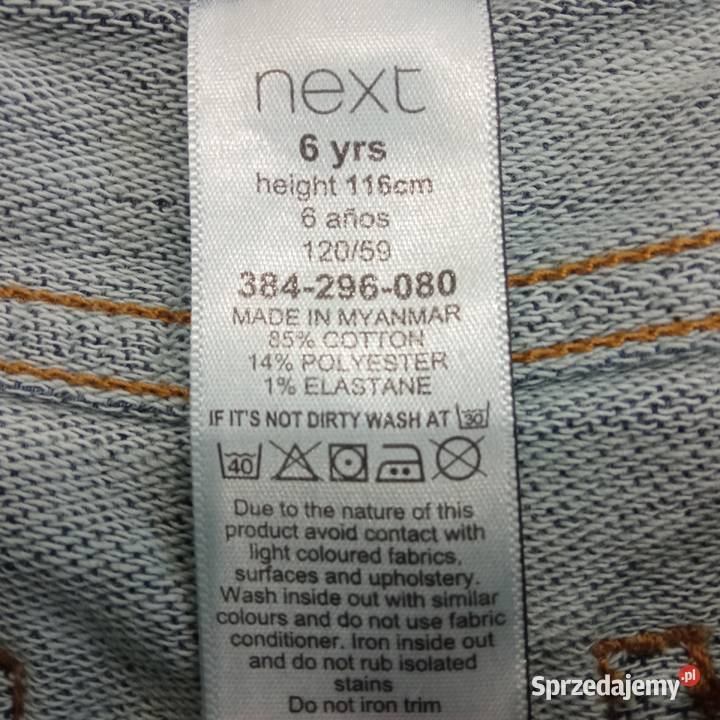 next
6 yrs
height 116cm
6 años
120/59
384-296-080
MADE IN MYANMAR
85% COTTON
14% POLYESTER
1% ELASTANE
IF IT'S NOT DIRTY WASH AT 30
40
Due to the nature of this
product avoid contact with
light coloured fabrics,
surfaces and upholstery.
Wash inside out with similar
colours and do not use fabric
conditioner. Iron inside out
and do not rub isolated
stains
Do not iron trim
Sprzedajemy.pl